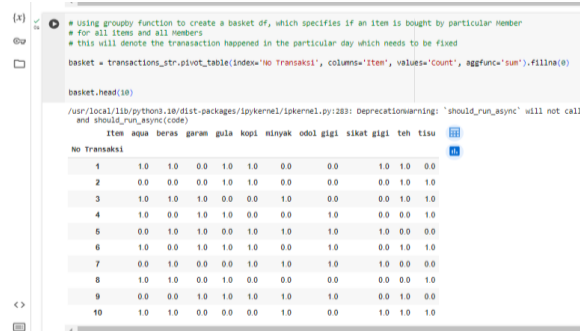 {x}
# Using groupby function to create a basket df, which specifies if an item is bought by particular Member
# for all items and all Members
# this will denote the tranasaction happened in the particular day which needs to be fixed
basket = transactions_str.pivot_table(index='No Transaksi', columns='Item', values='Count', aggfunc='sum').fillna(0)
basket.head(10)
/usr/local/lib/python3.10/dist-packages/ipykernel/ipkernel.py:283: DeprecationWarning: `should_run_async` will not call
and should_run_async(code)
Item aqua beras garam gula kopi minyak odol gigi sikat gigi teh tisu
No Transaksi
1 1.0 1.0 0.0 1.0 1.0 0.0 0.0 1.0 1.0 0.0
2 0.0 0.0 0.0 1.0 1.0 0.0 0.0 0.0 1.0 1.0
3 1.0 1.0 1.0 0.0 0.0 1.0 0.0 0.0 1.0 1.0
4 1.0 0.0 1.0 1.0 0.0 0.0 1.0 0.0 0.0 1.0
5 0.0 1.0 1.0 0.0 1.0 0.0 1.0 0.0 0.0 0.0
6 1.0 0.0 1.0 1.0 1.0 0.0 1.0 0.0 1.0 1.0
7 0.0 1.0 0.0 0.0 1.0 1.0 1.0 0.0 1.0 0.0
8 1.0 1.0 0.0 1.0 0.0 0.0 0.0 0.0 0.0 1.0
9 0.0 0.0 1.0 1.0 1.0 1.0 1.0 0.0 1.0 0.0
10 1.0 1.0 0.0 0.0 0.0 1.0 0.0 1.0 1.0 1.0